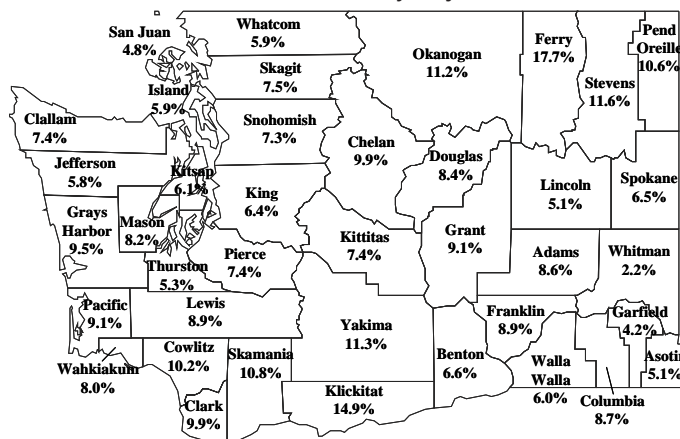 San Juan
4.8%
Whatcom
5.9%
Skagit
7.5%
Island
5.9%
Okanogan
11.2%
Ferry
17.7%
Stevens
11.6%
Pend
Oreille
10.6%
Clallam
7.4%
Snohomish
7.3%
Chelan
9.9%
Douglas
8.4%
Jefferson
5.8%
Kitsap
6.1%
King
6.4%
Lincoln
5.1%
Spokane
6.5%
Grays
Harbor
9.5%
Mason
8.2%
Thurston
5.3%
Pierce
7.4%
Kittitas
7.4%
Grant
9.1%
Adams
8.6%
Whitman
2.2%
Pacific
9.1%
Lewis
8.9%
Yakima
11.3%
Franklin
8.9%
Garfield
4.2%
Wahkiakum
8.0%
Cowlitz
10.2%
Skamania
10.8%
Benton
6.6%
Walla
Walla
6.0%
Columbia
8.7%
Asotin
5.1%
Clark
9.9%
Klickitat
14.9%